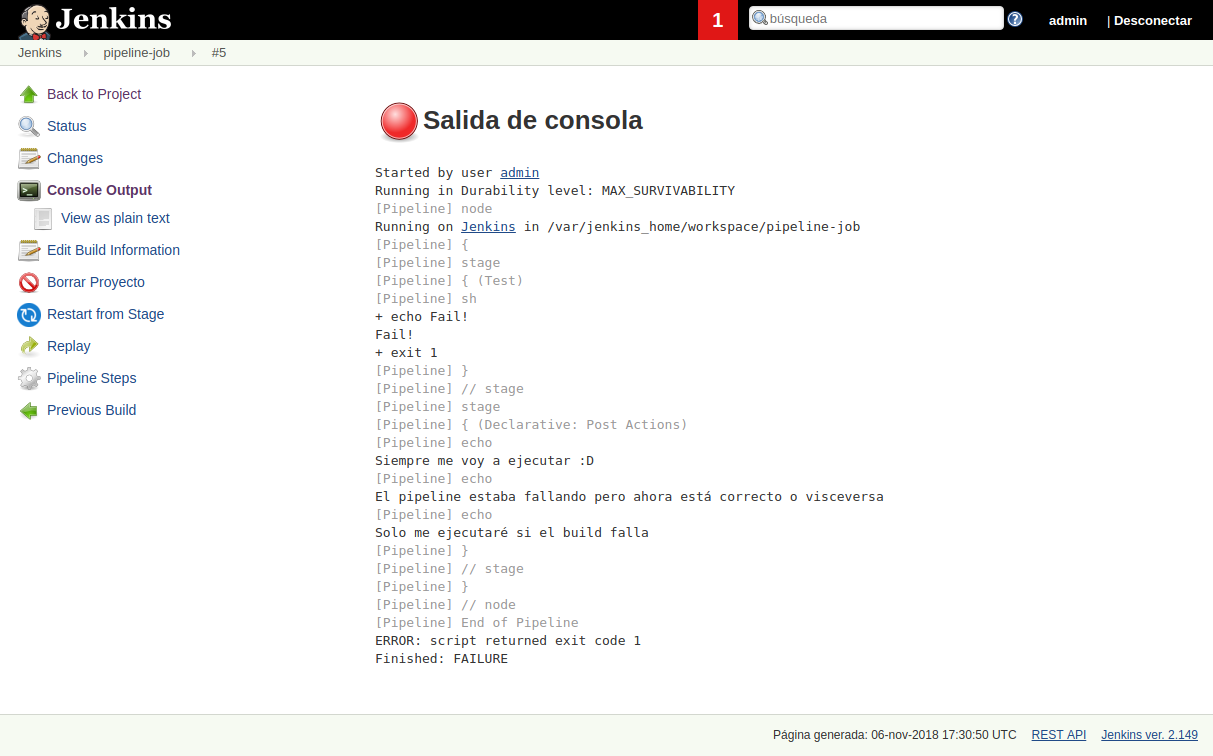 Jenkins
1
búsqueda
?
admin
| Desconectar
Jenkins
pipeline-job
#5
Back to Project
Status
Changes
Console Output
View as plain text
Edit Build Information
Borrar Proyecto
Restart from Stage
Replay
Pipeline Steps
Previous Build
Salida de consola
Started by user admin
Running in Durability level: MAX_SURVIVABILITY
[Pipeline] node
Running on Jenkins in /var/jenkins_home/workspace/pipeline-job
[Pipeline] {
[Pipeline] stage
[Pipeline] { (Test)
[Pipeline] sh
+ echo Fail!
Fail!
+ exit 1
[Pipeline] }
[Pipeline] // stage
[Pipeline] stage
[Pipeline] { (Declarative: Post Actions)
[Pipeline] echo
Siempre me voy a ejecutar :D
[Pipeline] echo
El pipeline estaba fallando pero ahora está correcto o visceversa
[Pipeline] echo
Solo me ejecutaré si el build falla
[Pipeline] }
[Pipeline] // stage
[Pipeline] }
[Pipeline] // node
[Pipeline] End of Pipeline
ERROR: script returned exit code 1
Finished: FAILURE
Página generada: 06-nov-2018 17:30:50 UTC
REST API
Jenkins ver. 2.149